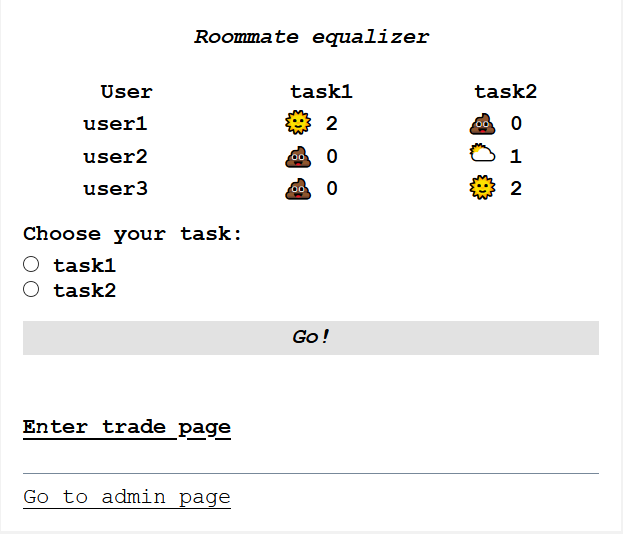 Roommate equalizer
User task1 task2
user1 🌞 2 💩 0
user2 💩 0 🌤 1
user3 💩 0 🌞 2
Choose your task:
task1
task2
Go!
Enter trade page
Go to admin page